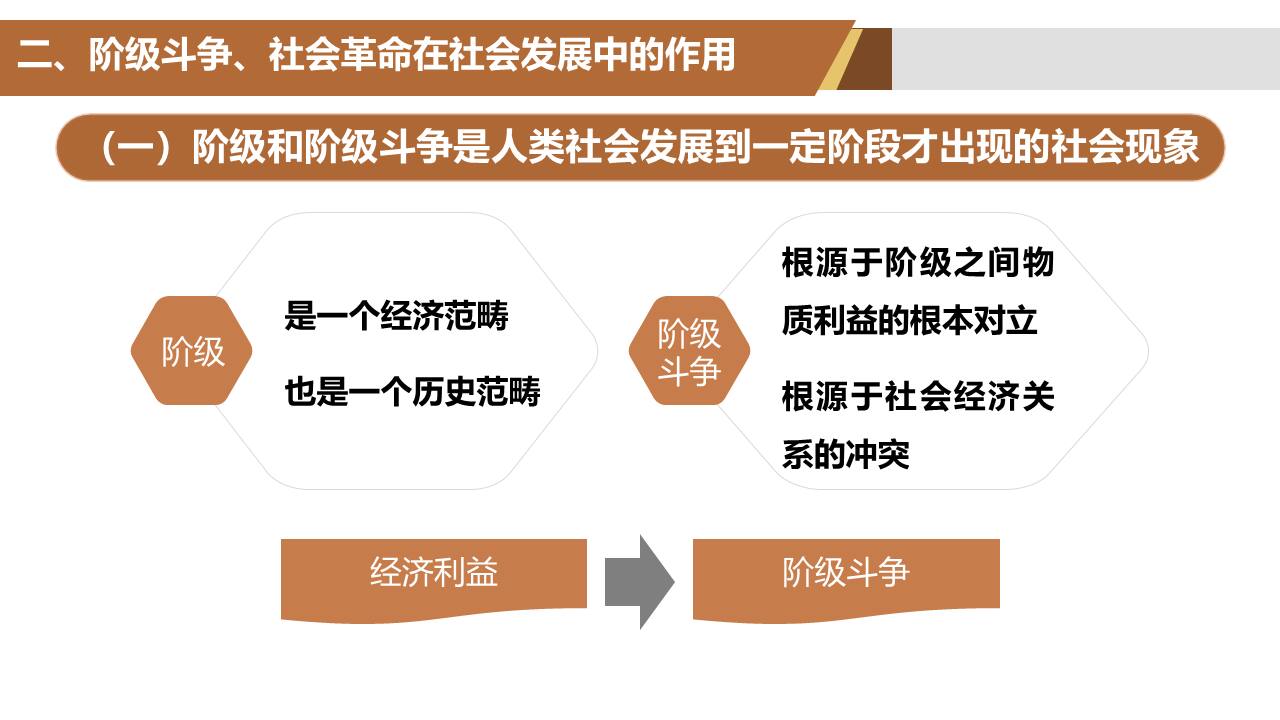 二、阶级斗争、社会革命在社会发展中的作用
（一）阶级和阶级斗争是人类社会发展到一定阶段才出现的社会现象
阶级
是一个经济范畴
也是一个历史范畴
阶级
斗争
根源于阶级之间物
质利益的根本对立
根源于社会经济关
系的冲突
经济利益
阶级斗争